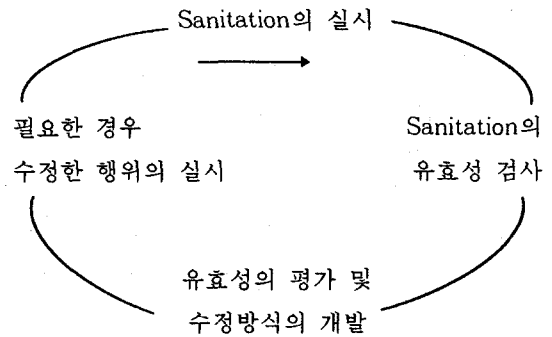 Sanitation의 실시
필요한 경우
수정한 행위의 실시
Sanitation의
유효성 검사
유효성의 평가 및
수정방식의 개발